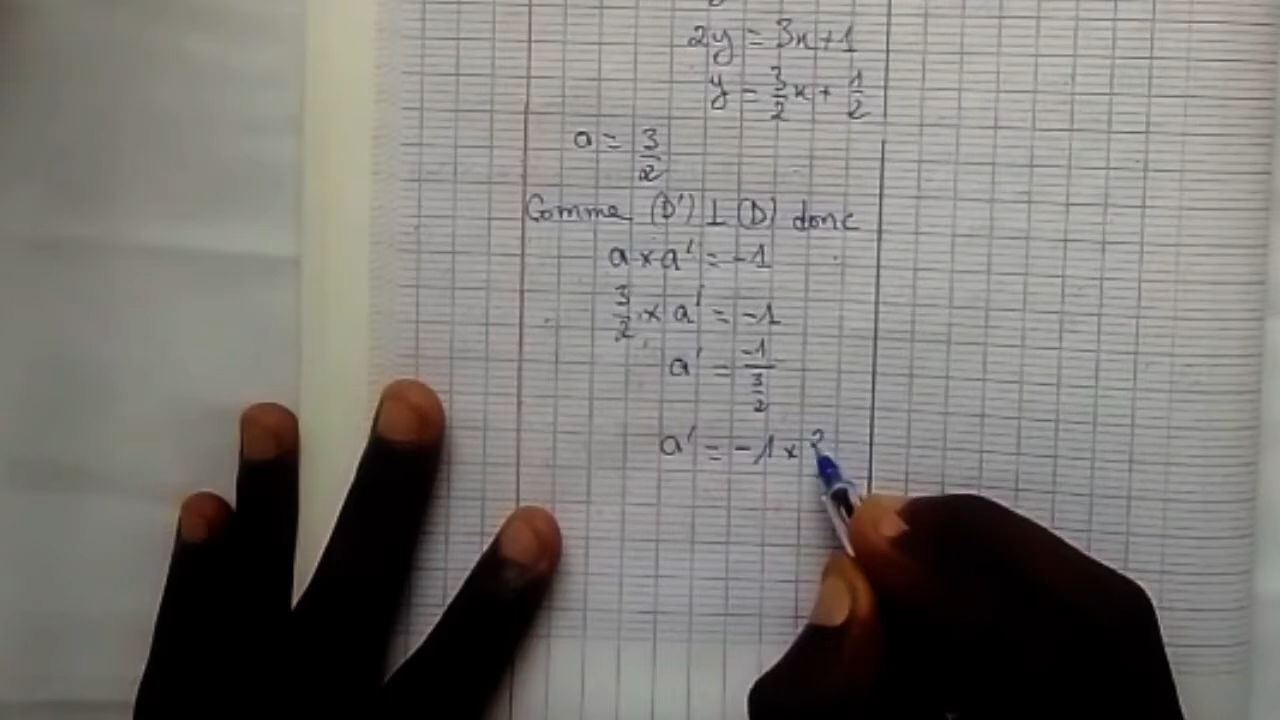 2y = 3x + 1
y = 3/2 x + 1/2
a = 3/2
Comme (D') ⊥ (D) donc
a × a' = -1
3/2 × a' = -1
a' = -1/(3/2)
a' = -1 × 2